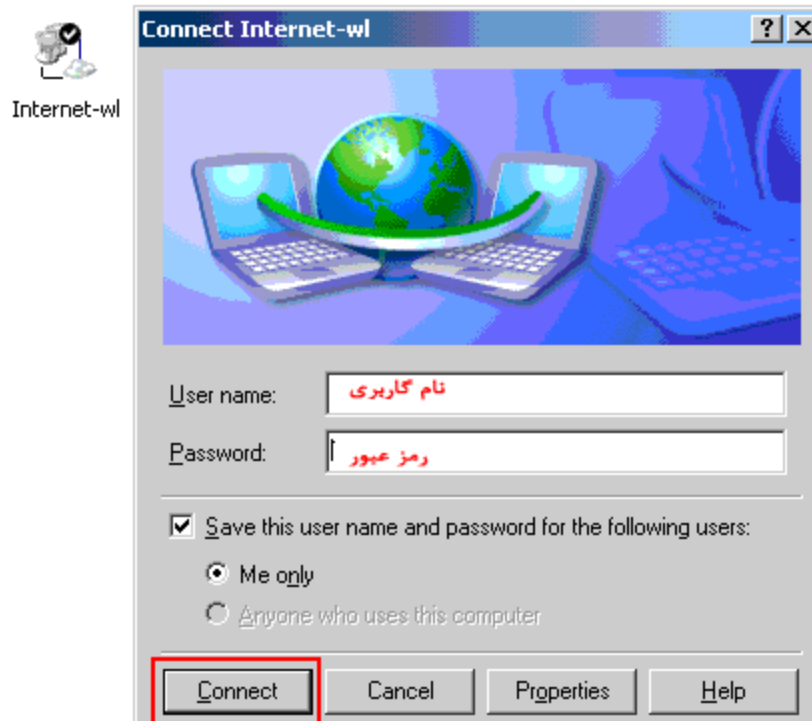 Connect Internet-wl
Internet-wl
User name:
نام گاربری
Password:
رمز عبور
Save this user name and password for the following users:
Me only
Anyone who uses this computer
Connect Cancel Properties Help